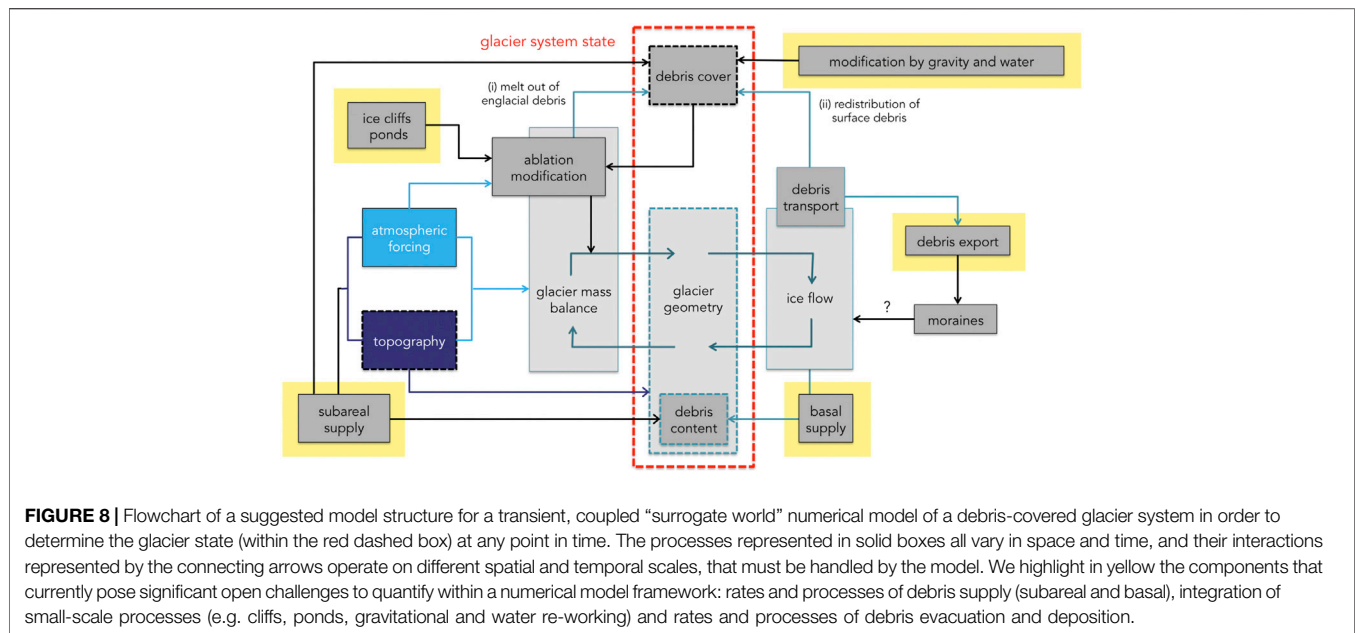 glacier system state
debris cover
modification by gravity and water
(i) melt out of
englacial debris
(ii) redistribution of
surface debris
ice cliffs
ponds
ablation
modification
debris
transport
atmospheric
forcing
debris export
glacier mass
balance
glacier
geometry
ice flow
?
moraines
topography
subareal
supply
debris
content
basal
supply
FIGURE 8 | Flowchart of a suggested model structure for a transient, coupled “surrogate world” numerical model of a debris-covered glacier system in order to
determine the glacier state (within the red dashed box) at any point in time. The processes represented in solid boxes all vary in space and time, and their interactions
represented by the connecting arrows operate on different spatial and temporal scales, that must be handled by the model. We highlight in yellow the components that
currently pose significant open challenges to quantify within a numerical model framework: rates and processes of debris supply (subareal and basal), integration of
small-scale processes (e.g. cliffs, ponds, gravitational and water re-working) and rates and processes of debris evacuation and deposition.